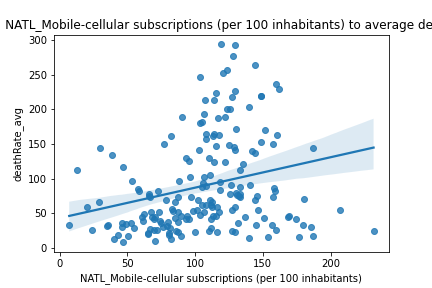 NATL_Mobile-cellular subscriptions (per 100 inhabitants) to average de
300
250
200
150
100
50
0
deathRate_avg
0 50 100 150 200
NATL_Mobile-cellular subscriptions (per 100 inhabitants)